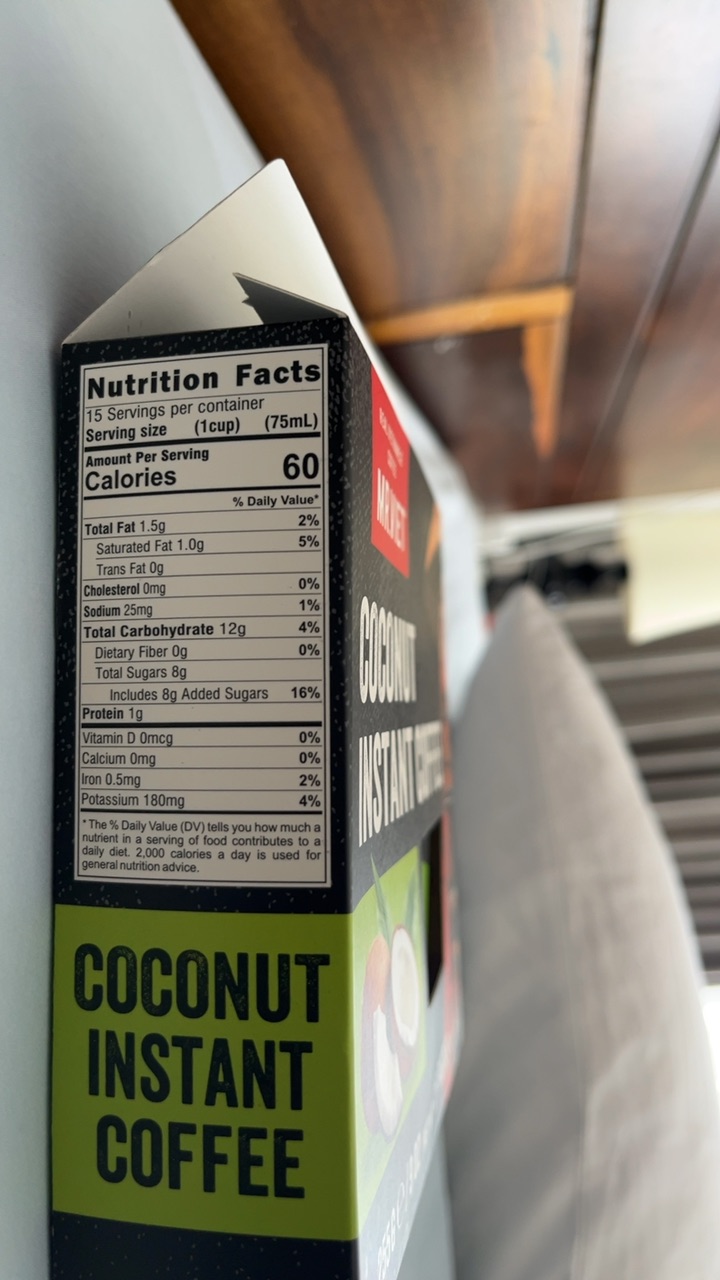 Nutrition Facts
15 Servings per container
Serving size (1cup) (75mL)
Amount Per Serving
Calories 60
% Daily Value*
Total Fat 1.5g 2%
Saturated Fat 1.0g 5%
Trans Fat 0g
Cholesterol 0mg 0%
Sodium 25mg 1%
Total Carbohydrate 12g 4%
Dietary Fiber 0g 0%
Total Sugars 8g
Includes 8g Added Sugars 16%
Protein 1g
Vitamin D 0mcg 0%
Calcium 0mg 0%
Iron 0.5mg 2%
Potassium 180mg 4%
* The % Daily Value (DV) tells you how much a
nutrient in a serving of food contributes to a
daily diet. 2,000 calories a day is used for
general nutrition advice.
COCONUT
INSTANT
COFFEE
MR.VIET
COCONUT
INSTANT COFFEE